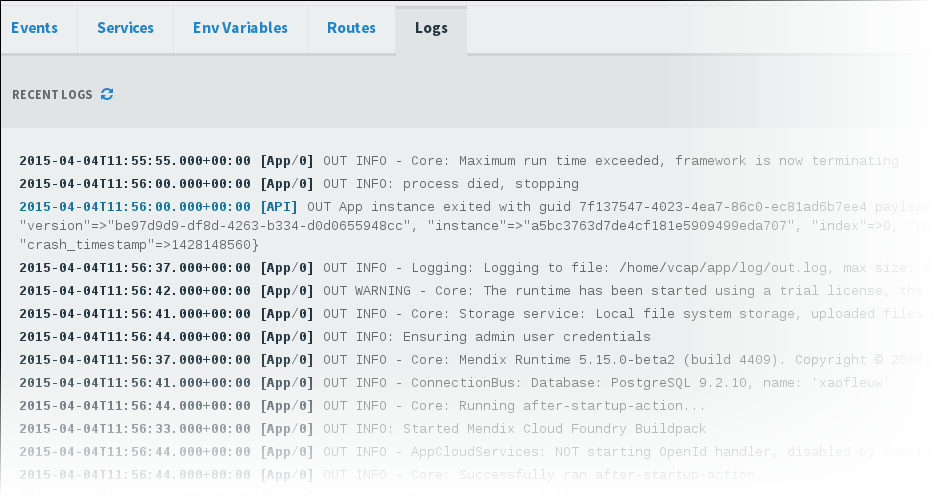 Events Services Env Variables Routes Logs
RECENT LOGS
2015-04-04T11:55:55.000+00:00 [App/0] OUT INFO - Core: Maximum run time exceeded, framework is now terminating
2015-04-04T11:56:00.000+00:00 [App/0] OUT INFO: process died, stopping
2015-04-04T11:56:00.000+00:00 [API] OUT App instance exited with guid 7f137547-4023-4ea7-86c0-ec81ad6b7ee4 payload
"version"=>"be97d9d9-df8d-4263-b334-d0d0655948cc", "instance"=>"a5bc3763d7de4cf181e5909499eda707", "index"=>0,
"crash_timestamp"=>1428148560}
2015-04-04T11:56:37.000+00:00 [App/0] OUT INFO - Logging: Logging to file: /home/vcap/app/log/out.log, max size:
2015-04-04T11:56:42.000+00:00 [App/0] OUT WARNING - Core: The runtime has been started using a trial license, the
2015-04-04T11:56:41.000+00:00 [App/0] OUT INFO - Core: Storage service: Local file system storage, uploaded files
2015-04-04T11:56:44.000+00:00 [App/0] OUT INFO: Ensuring admin user credentials
2015-04-04T11:56:37.000+00:00 [App/0] OUT INFO - Core: Mendix Runtime 5.15.0-beta2 (build 4409). Copyright © 2003-
2015-04-04T11:56:41.000+00:00 [App/0] OUT INFO - ConnectionBus: Database: PostgreSQL 9.2.10, name: 'xaofleuw'
2015-04-04T11:56:44.000+00:00 [App/0] OUT INFO - Core: Running after-startup-action...
2015-04-04T11:56:33.000+00:00 [App/0] OUT INFO: Started Mendix Cloud Foundry Buildpack
2015-04-04T11:56:44.000+00:00 [App/0] OUT INFO - AppCloudServices: NOT starting OpenId handler, disabled by
2015-04-04T11:56:44.000+00:00 [App/0] OUT INFO - Core: Successfully ran after-startup-action.